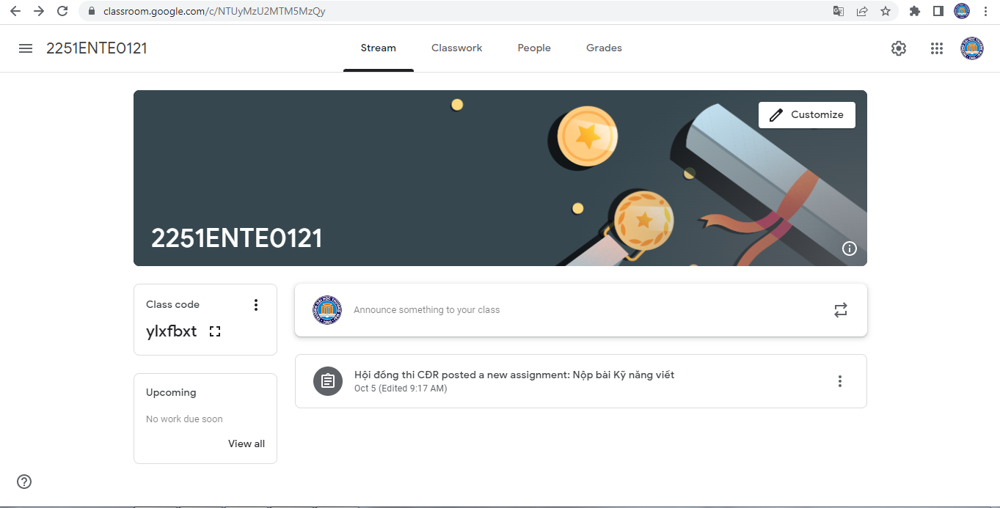 classroom.google.com/c/NTUyMzU2MTM5MzQy
2251ENTE0121
Stream
Classwork
People
Grades
Customize
2251ENTE0121
Class code
ylxfbxt
Announce something to your class
Hội đồng thi CĐR posted a new assignment: Nộp bài Kỹ năng viết
Oct 5 (Edited 9:17 AM)
Upcoming
No work due soon
View all